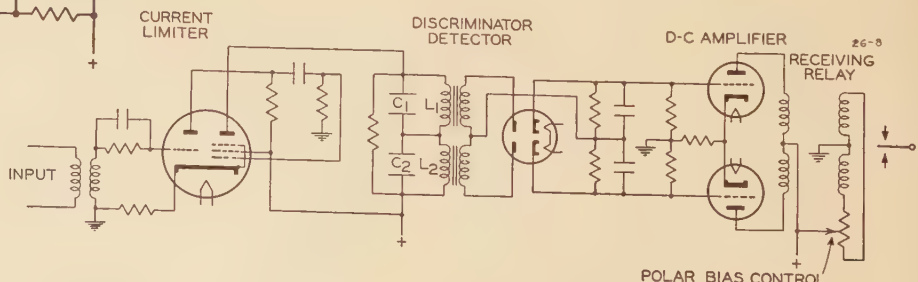 CURRENT
LIMITER
DISCRIMINATOR
DETECTOR
D-C AMPLIFIER
26-8
RECEIVING
RELAY
+
C1
L1
C2
L2
INPUT
+
+
POLAR BIAS CONTROL